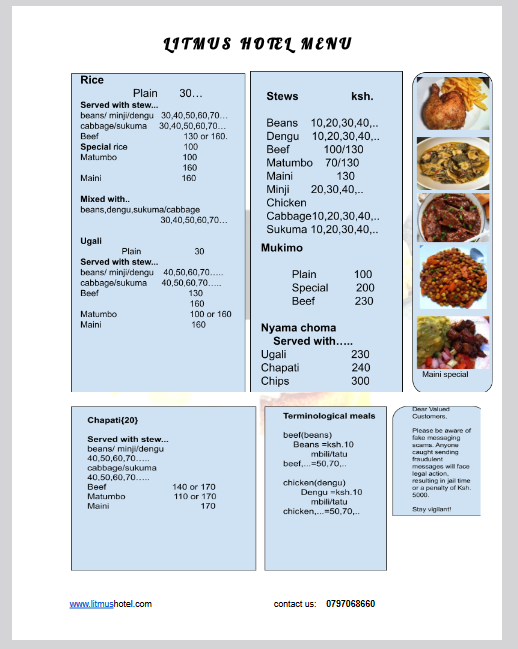 LITMUS HOTEL MENU
Rice
Plain 30…
Served with stew...
beans/ minji/dengu 30,40,50,60,70…
cabbage/sukuma 30,40,50,60,70…
Beef 130 or 160.
Special rice 100
Matumbo 100
160
Maini 160
Mixed with..
beans,dengu,sukuma/cabbage
30,40,50,60,70…
Ugali
Plain 30
Served with stew...
beans/ minji/dengu 40,50,60,70…..
cabbage/sukuma 40,50,60,70…..
Beef 130
160
Matumbo 100 or 160
Maini 160
Stews ksh.
Beans 10,20,30,40,..
Dengu 10,20,30,40,..
Beef 100/130
Matumbo 70/130
Maini 130
Minji 20,30,40,..
Chicken
Cabbage10,20,30,40,..
Sukuma 10,20,30,40,..
Mukimo
Plain 100
Special 200
Beef 230
Nyama choma
Served with…..
Ugali 230
Chapati 240
Chips 300
Maini special
Chapati{20}
Served with stew...
beans/ minji/dengu
40,50,60,70…..
cabbage/sukuma
40,50,60,70…..
Beef 140 or 170
Matumbo 110 or 170
Maini 170
Terminological meals
beef(beans)
Beans =ksh.10
mbili/tatu
beef,...=50,70,..
chicken(dengu)
Dengu =ksh.10
mbili/tatu
chicken,...=50,70,..
Dear Valued
Customers,
Please be aware of
fake messaging
scams. Anyone
caught sending
fraudulent
messages will face
legal action,
resulting in jail time
or a penalty of Ksh.
5000.
Stay vigilant!
www.litmushotel.com contact us: 0797068660